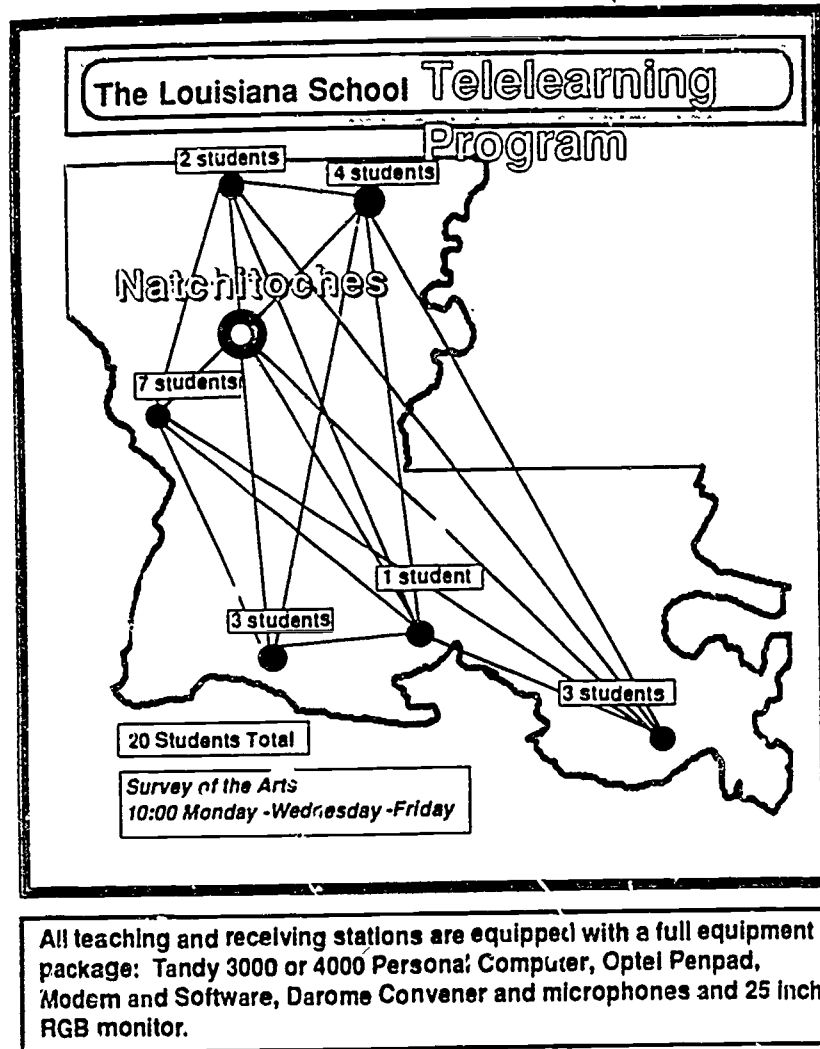 The Louisiana School Telelearning
Program
2 students
4 students
Natchitoches
7 students
1 student
3 students
3 students
20 Students Total
Survey of the Arts
10:00 Monday -Wednesday -Friday
All teaching and receiving stations are equipped with a full equipment
package: Tandy 3000 or 4000 Personal Computer, Optel Penpad,
Modem and Software, Darome Convener and microphones and 25 inch
RGB monitor.